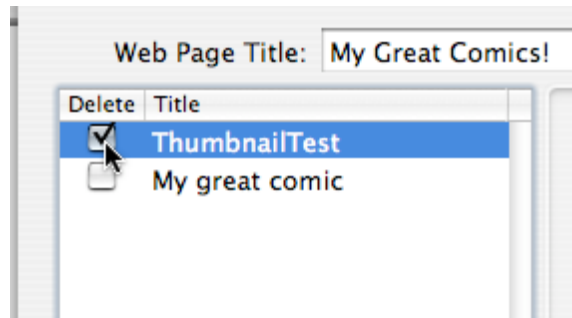 Web Page Title: My Great Comics!
Delete Title
ThumbnailTest
My great comic